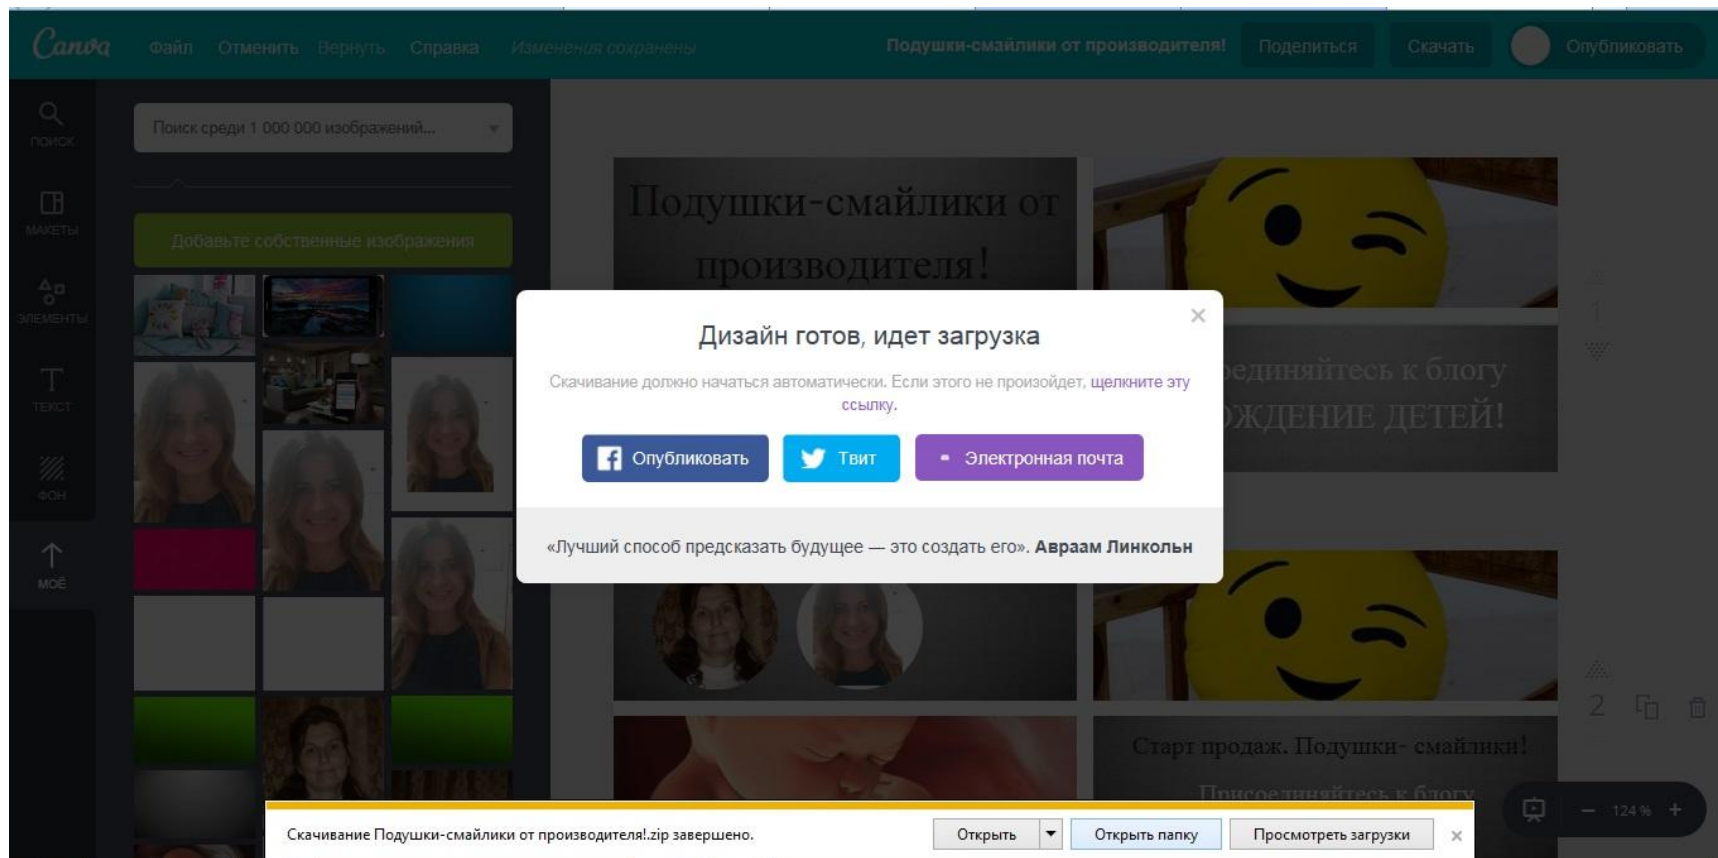 Canva Файл Отменить Вернуть Справка Изменения сохранены Подушки-смайлики от производителя! Поделиться Скачать Опубликовать
ПОИСК
МАКЕТЫ
ЭЛЕМЕНТЫ
ТЕКСТ
ФОН
МОЁ
Поиск среди 1 000 000 изображений...
Добавьте собственные изображения
Подушки-смайлики от
производителя!
Дизайн готов, идет загрузка
Скачивание должно начаться автоматически. Если этого не произойдет, щелкните эту
ссылку.
Опубликовать Твит Электронная почта
«Лучший способ предсказать будущее — это создать его». Авраам Линкольн
к блогу
ДЕТЕЙ!
1
2
Старт продаж. Подушки- смайлики!
Присоединяйтесь к блогу
124 %
Скачивание Подушки-смайлики от производителя!.zip завершено. Открыть Открыть папку Просмотреть загрузки